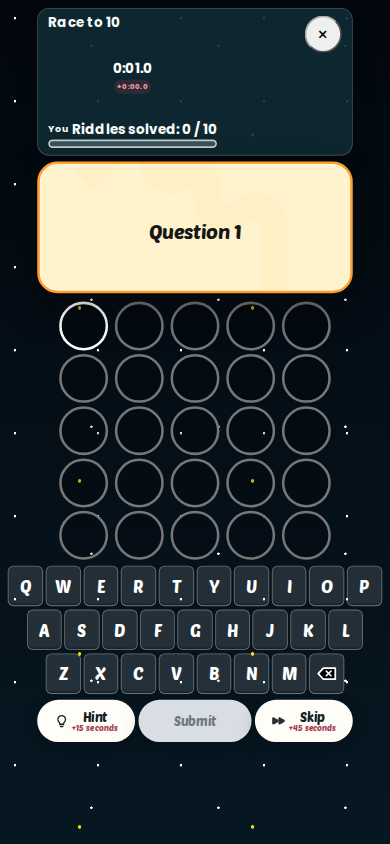 Race to 10
×
0:01.0
+0:00.0
You Riddles solved: 0 / 10
Question 1
Q W E R T Y U I O P
A S D F G H J K L
Z X C V B N M
Hint
+15 seconds
Submit
Skip
+45 seconds